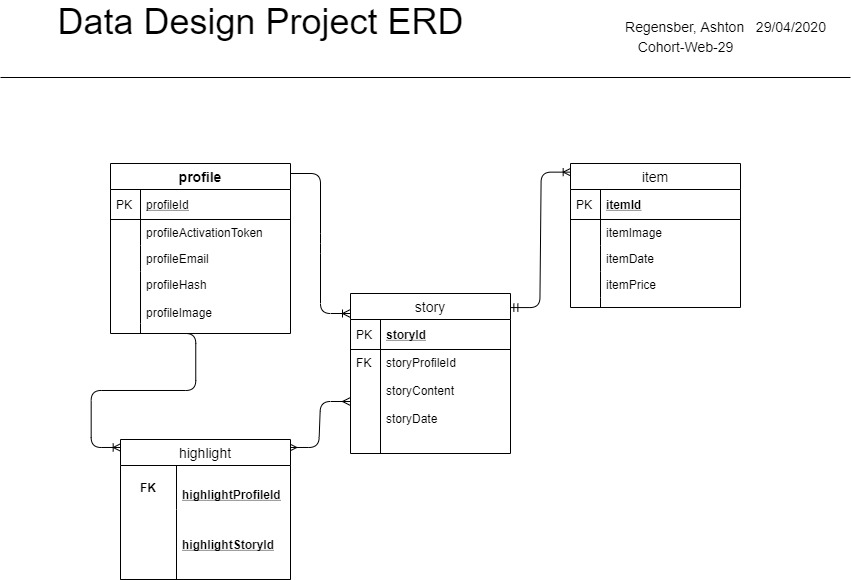 Data Design Project ERD
Regensber, Ashton 29/04/2020
Cohort-Web-29
profile
PK profileId
profileActivationToken
profileEmail
profileHash
profileImage
item
PK itemId
itemImage
itemDate
itemPrice
story
PK storyId
FK storyProfileId
storyContent
storyDate
highlight
FK highlightProfileId
highlightStoryId